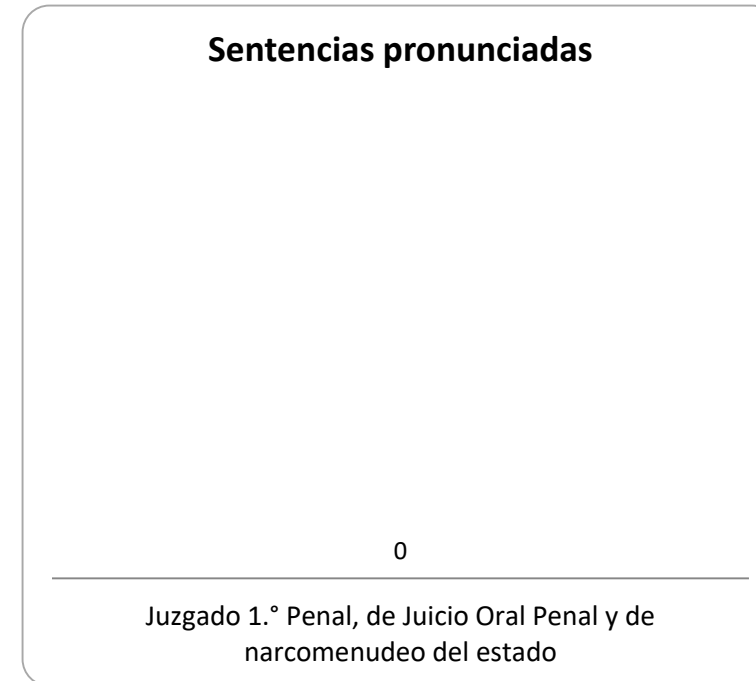 Sentencias pronunciadas
0
Juzgado 1.° Penal, de Juicio Oral Penal y de
narcomenudeo del estado